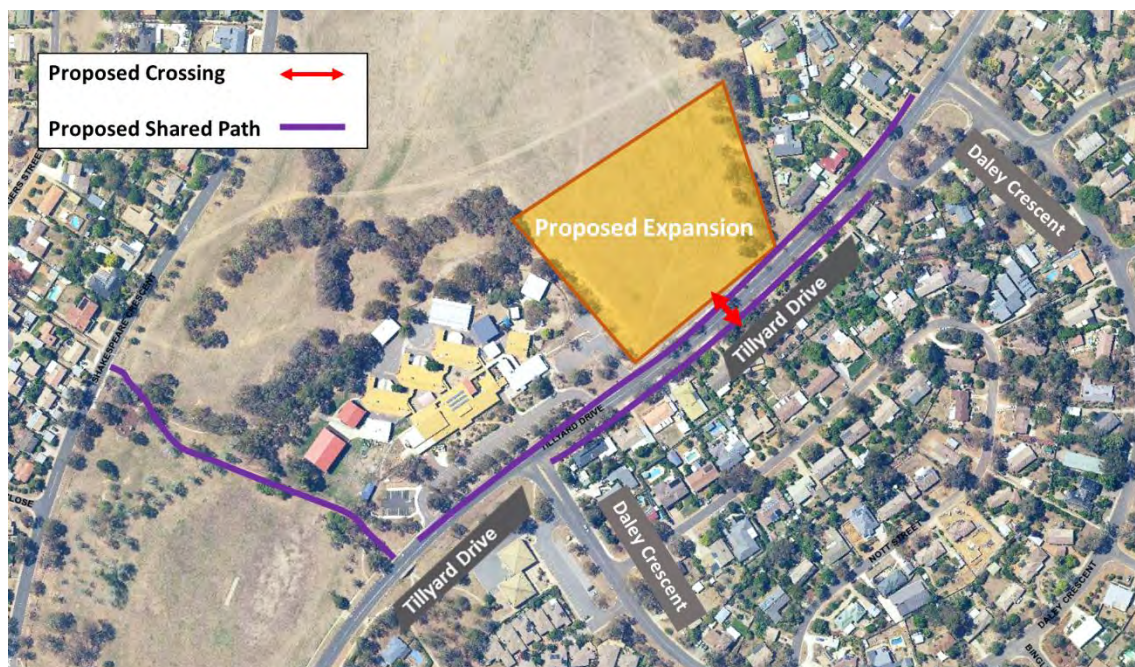 Proposed Crossing
Proposed Shared Path
Proposed Expansion
Daley Crescent
Tillyard Drive
SHAKESPEARE CRESCENT
TILLYARD DRIVE
CLOSE
Tillyard Drive
Daley Crescent
NOTT STREET
DALEY CRESCENT